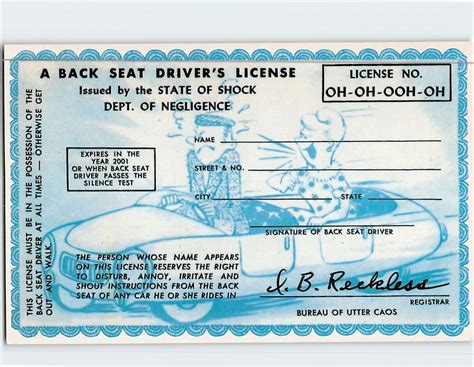 A BACK SEAT DRIVER'S LICENSE
Issued by the STATE OF SHOCK
DEPT. OF NEGLIGENCE
LICENSE NO.
OH-OH-OOH-OH
EXPIRES IN THE
YEAR 2001
OR WHEN BACK SEAT
DRIVER PASSES THE
SILENCE TEST
NAME
STREET & NO.
CITY
STATE
SIGNATURE OF BACK SEAT DRIVER
THIS LICENSE MUST BE IN THE POSSESSION OF THE
BACK SEAT DRIVER AT ALL TIMES — OTHERWISE GET
OUT AND WALK.
THE PERSON WHOSE NAME APPEARS
ON THIS LICENSE RESERVES THE RIGHT
TO DISTURB, ANNOY, IRRITATE AND
SHOUT INSTRUCTIONS FROM THE BACK
SEAT OF ANY CAR HE OR SHE RIDES IN
I. B. Reckless
REGISTRAR
BUREAU OF UTTER CAOS